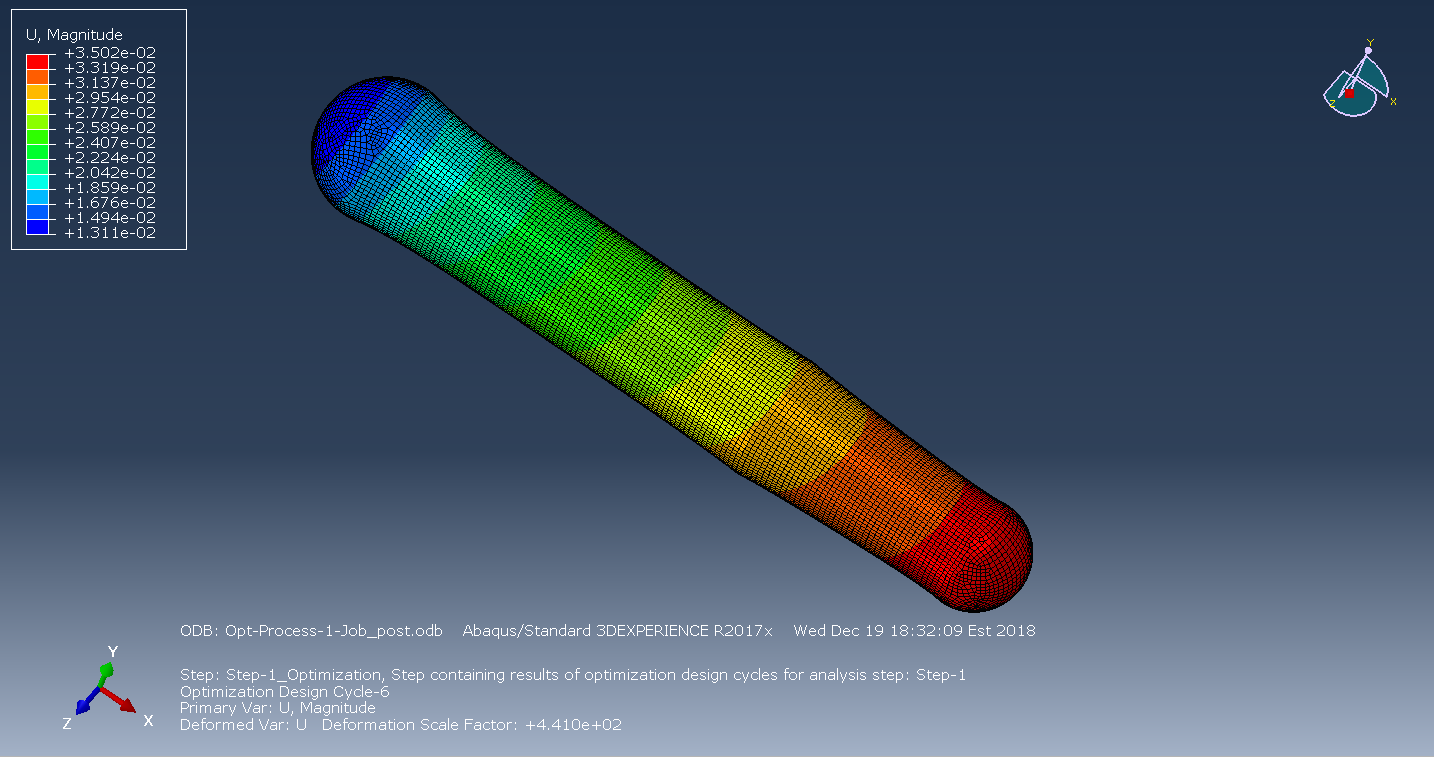 U, Magnitude
+3.502e-02
+3.319e-02
+3.137e-02
+2.954e-02
+2.772e-02
+2.589e-02
+2.407e-02
+2.224e-02
+2.042e-02
+1.859e-02
+1.676e-02
+1.494e-02
+1.311e-02
Y
Z X
ODB: Opt-Process-1-Job_post.odb Abaqus/Standard 3DEXPERIENCE R2017x Wed Dec 19 18:32:09 Est 2018
Y
Z X
Step: Step-1_Optimization, Step containing results of optimization design cycles for analysis step: Step-1
Optimization Design Cycle-6
Primary Var: U, Magnitude
Deformed Var: U Deformation Scale Factor: +4.410e+02